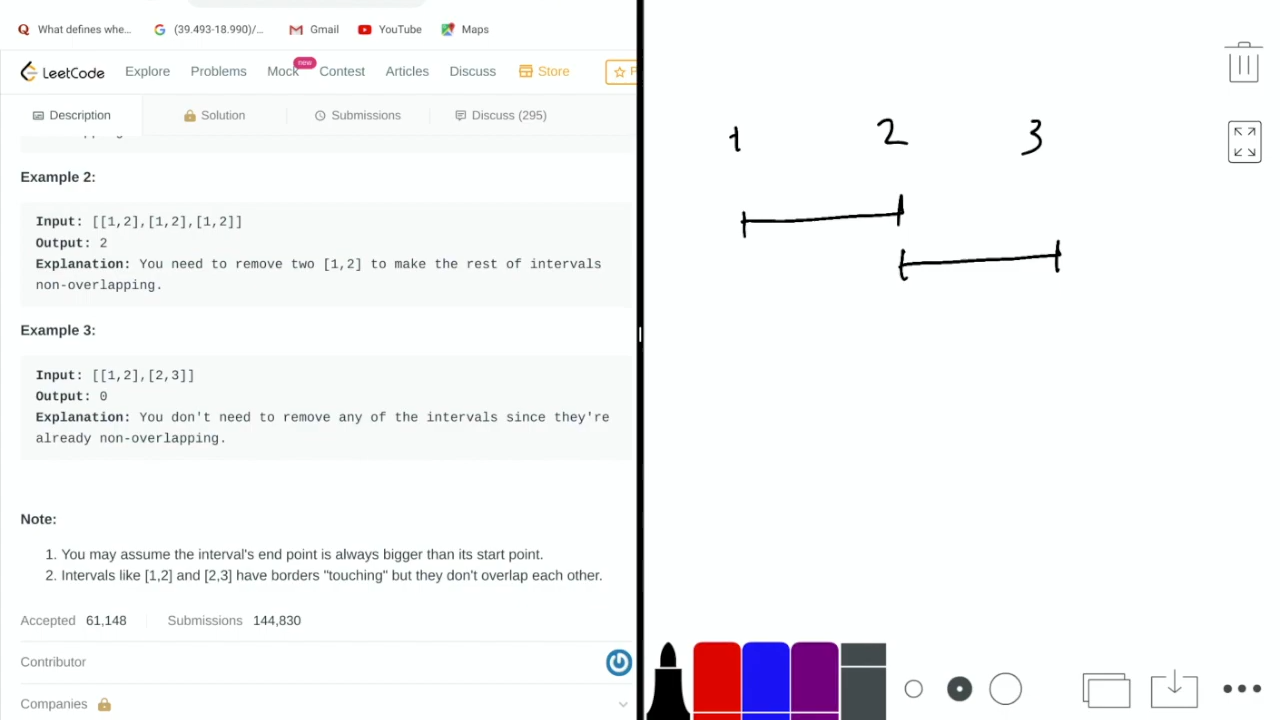 What defines whe... (39.493-18.990)/... Gmail YouTube Maps
LeetCode Explore Problems Mock new Contest Articles Discuss Store
Description Solution Submissions Discuss (295)
Example 2:
Input: [[1,2],[1,2],[1,2]]
Output: 2
Explanation: You need to remove two [1,2] to make the rest of intervals
non-overlapping.
Example 3:
Input: [[1,2],[2,3]]
Output: 0
Explanation: You don't need to remove any of the intervals since they're
already non-overlapping.
Note:
1. You may assume the interval's end point is always bigger than its start point.
2. Intervals like [1,2] and [2,3] have borders "touching" but they don't overlap each other.
Accepted 61,148 Submissions 144,830
Contributor
Companies
1 2 3